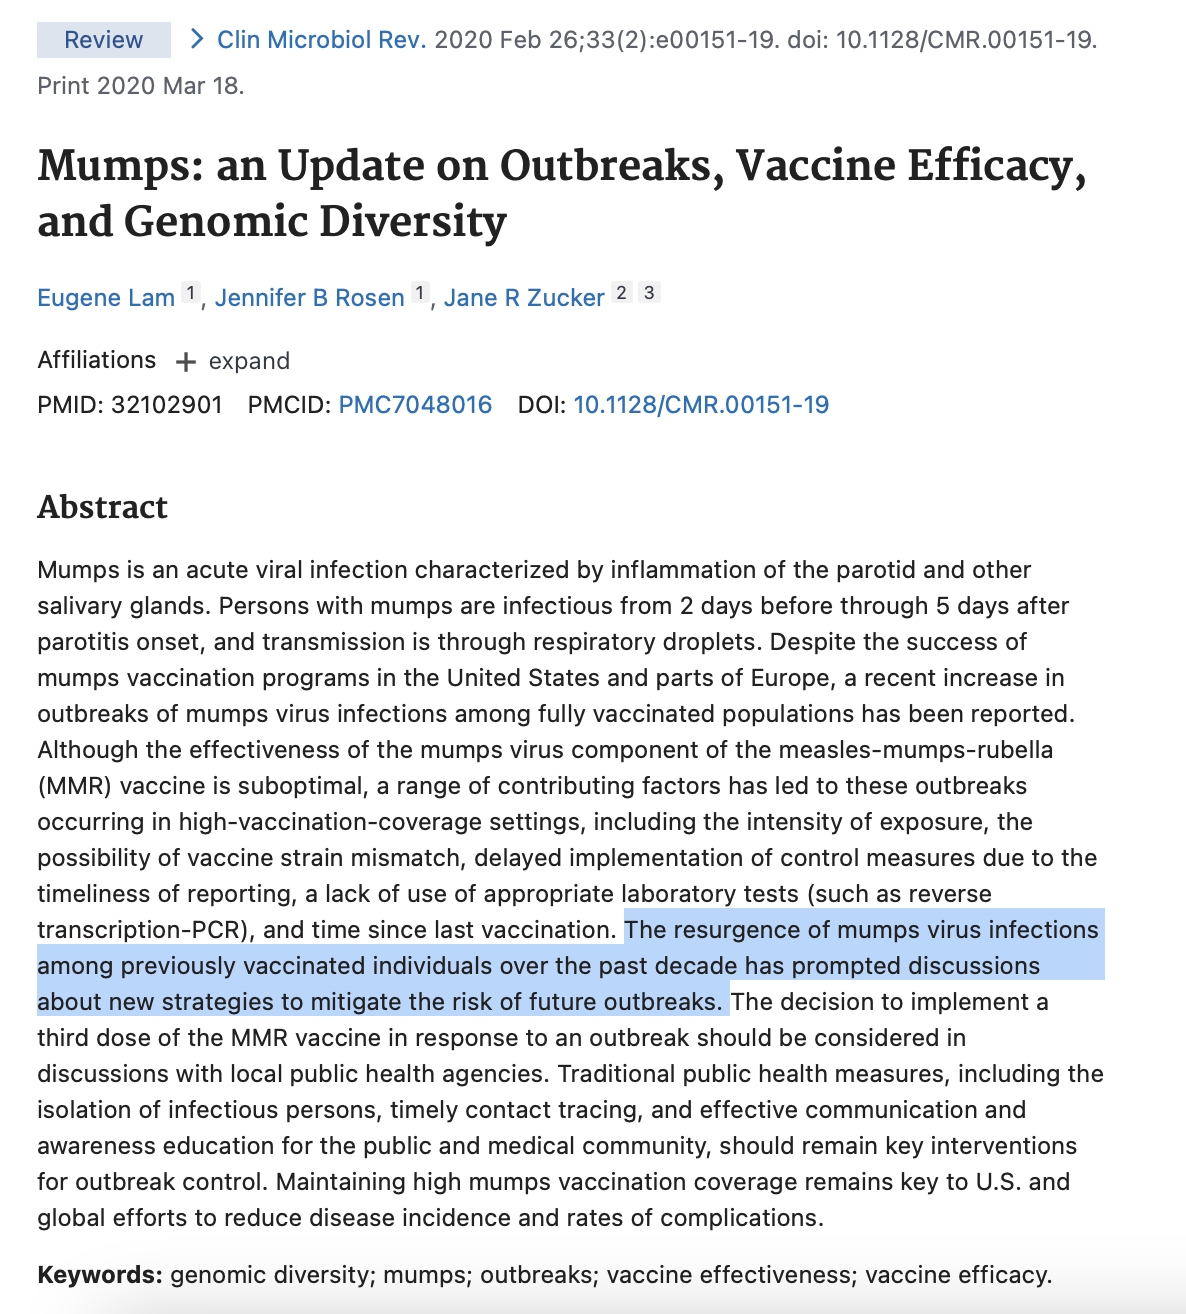 Review > Clin Microbiol Rev. 2020 Feb 26;33(2):e00151-19. doi: 10.1128/CMR.00151-19.
Print 2020 Mar 18.
Mumps: an Update on Outbreaks, Vaccine Efficacy,
and Genomic Diversity
Eugene Lam 1, Jennifer B Rosen 1, Jane R Zucker 2 3
Affiliations + expand
PMID: 32102901 PMCID: PMC7048016 DOI: 10.1128/CMR.00151-19
Abstract
Mumps is an acute viral infection characterized by inflammation of the parotid and other
salivary glands. Persons with mumps are infectious from 2 days before through 5 days after
parotitis onset, and transmission is through respiratory droplets. Despite the success of
mumps vaccination programs in the United States and parts of Europe, a recent increase in
outbreaks of mumps virus infections among fully vaccinated populations has been reported.
Although the effectiveness of the mumps virus component of the measles-mumps-rubella
(MMR) vaccine is suboptimal, a range of contributing factors has led to these outbreaks
occurring in high-vaccination-coverage settings, including the intensity of exposure, the
possibility of vaccine strain mismatch, delayed implementation of control measures due to the
timeliness of reporting, a lack of use of appropriate laboratory tests (such as reverse
transcription-PCR), and time since last vaccination. The resurgence of mumps virus infections
among previously vaccinated individuals over the past decade has prompted discussions
about new strategies to mitigate the risk of future outbreaks. The decision to implement a
third dose of the MMR vaccine in response to an outbreak should be considered in
discussions with local public health agencies. Traditional public health measures, including the
isolation of infectious persons, timely contact tracing, and effective communication and
awareness education for the public and medical community, should remain key interventions
for outbreak control. Maintaining high mumps vaccination coverage remains key to U.S. and
global efforts to reduce disease incidence and rates of complications.
Keywords: genomic diversity; mumps; outbreaks; vaccine effectiveness; vaccine efficacy.